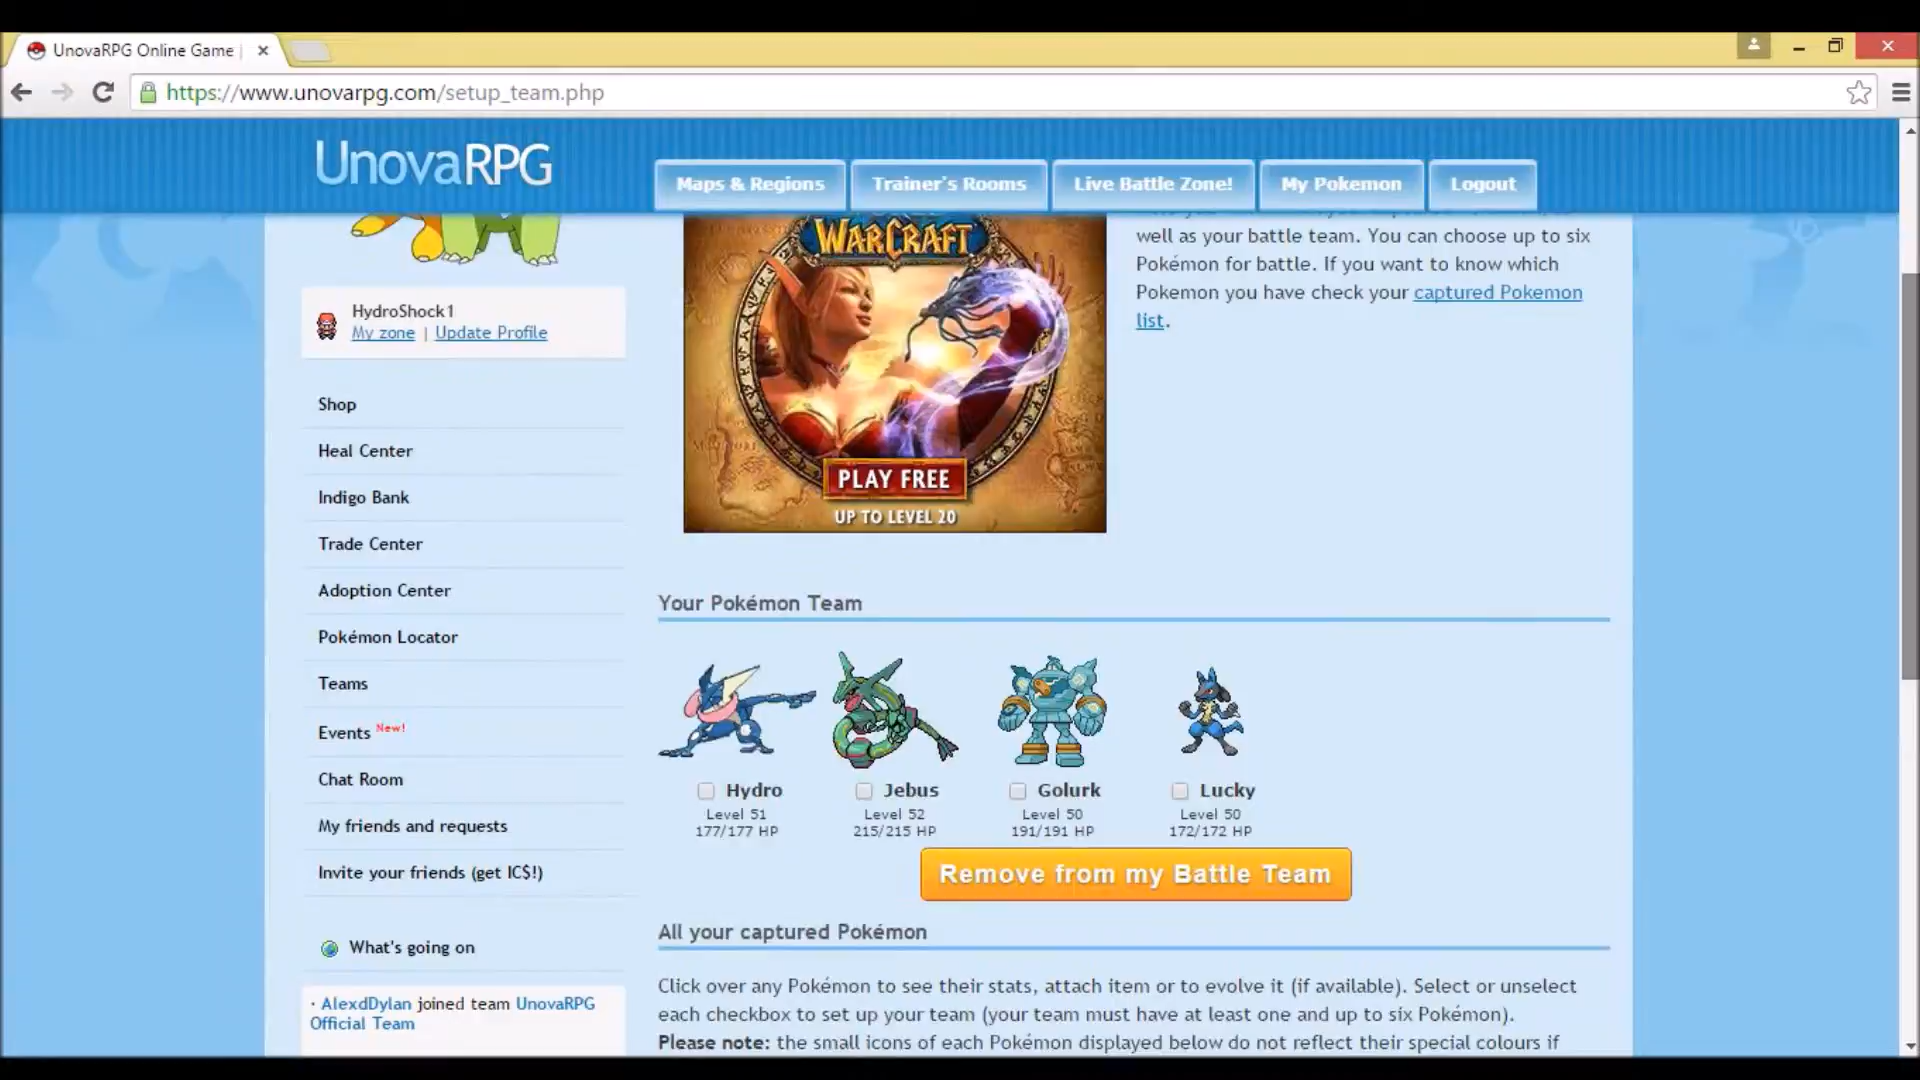 UnovaRPG Online Game |
https://www.unovarpg.com/setup_team.php
UnovaRPG
Maps & Regions
Trainer's Rooms
Live Battle Zone!
My Pokemon
Logout
HydroShock1
My zone | Update Profile
Shop
Heal Center
Indigo Bank
Trade Center
Adoption Center
Pokémon Locator
Teams
Events New!
Chat Room
My friends and requests
Invite your friends (get IC$!)
What's going on
· AlexdDylan joined team UnovaRPG
Official Team
WARCRAFT
PLAY FREE
UP TO LEVEL 20
well as your battle team. You can choose up to six
Pokémon for battle. If you want to know which
Pokemon you have check your captured Pokemon
list.
Your Pokémon Team
Hydro
Level 51
177/177 HP
Jebus
Level 52
215/215 HP
Golurk
Level 50
191/191 HP
Lucky
Level 50
172/172 HP
Remove from my Battle Team
All your captured Pokémon
Click over any Pokémon to see their stats, attach item or to evolve it (if available). Select or unselect
each checkbox to set up your team (your team must have at least one and up to six Pokémon).
Please note: the small icons of each Pokémon displayed below do not reflect their special colours if